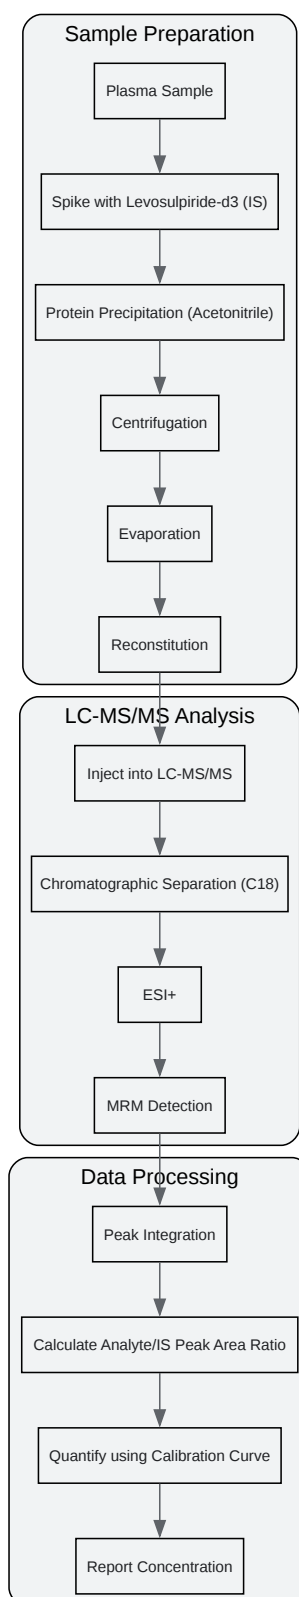 Sample Preparation
Plasma Sample
Spike with Levosulpiride-d3 (IS)
Protein Precipitation (Acetonitrile)
Centrifugation
Evaporation
Reconstitution
LC-MS/MS Analysis
Inject into LC-MS/MS
Chromatographic Separation (C18)
ESI+
MRM Detection
Data Processing
Peak Integration
Calculate Analyte/IS Peak Area Ratio
Quantify using Calibration Curve
Report Concentration